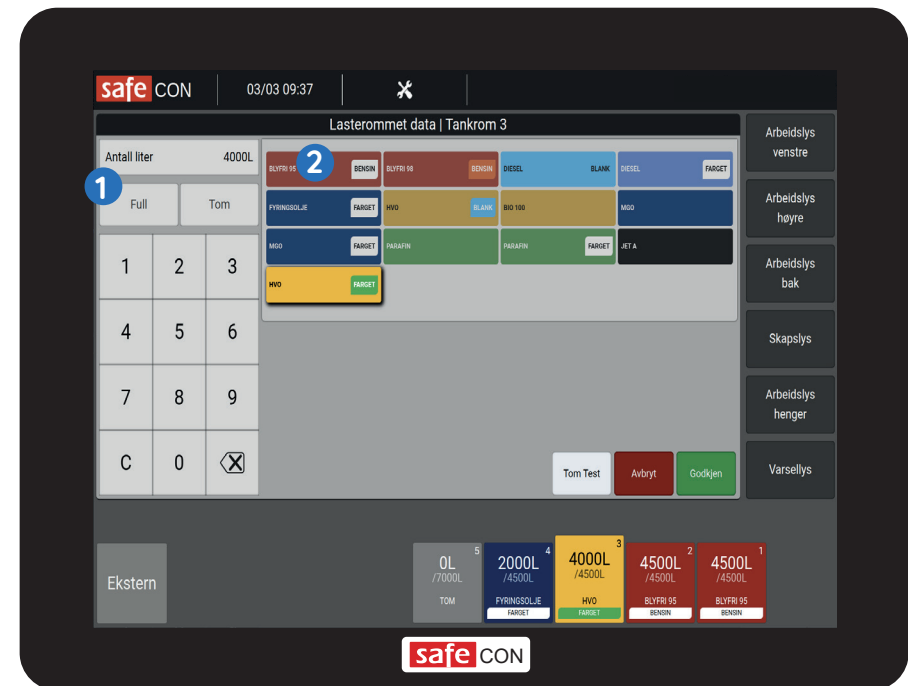 safe CON
03/03 09:37
Lasterommet data | Tankrom 3
Antall liter 4000L
1
Full Tom
1 2 3
4 5 6
7 8 9
C 0
2
BLYFRI 95 BENSIN
BLYFRI 98 BENSIN
DIESEL BLANK
DIESEL FARGET
FYRINGSOLJE FARGET
HVO BLANK
BIO 100
MGO
MGO FARGET
PARAFIN
PARAFIN FARGET
JET A
HVO FARGET
Tom Test
Avbryt
Godkjen
Arbeidslys
venstre
Arbeidslys
høyre
Arbeidslys
bak
Skapslys
Arbeidslys
henger
Varsellys
Ekstern
5
0L
/7000L
TOM
4
2000L
/4500L
FYRINGSOLJE
FARGET
3
4000L
/4500L
HVO
FARGET
2
4500L
/4500L
BLYFRI 95
BENSIN
1
4500L
/4500L
BLYFRI 95
BENSIN
safe CON